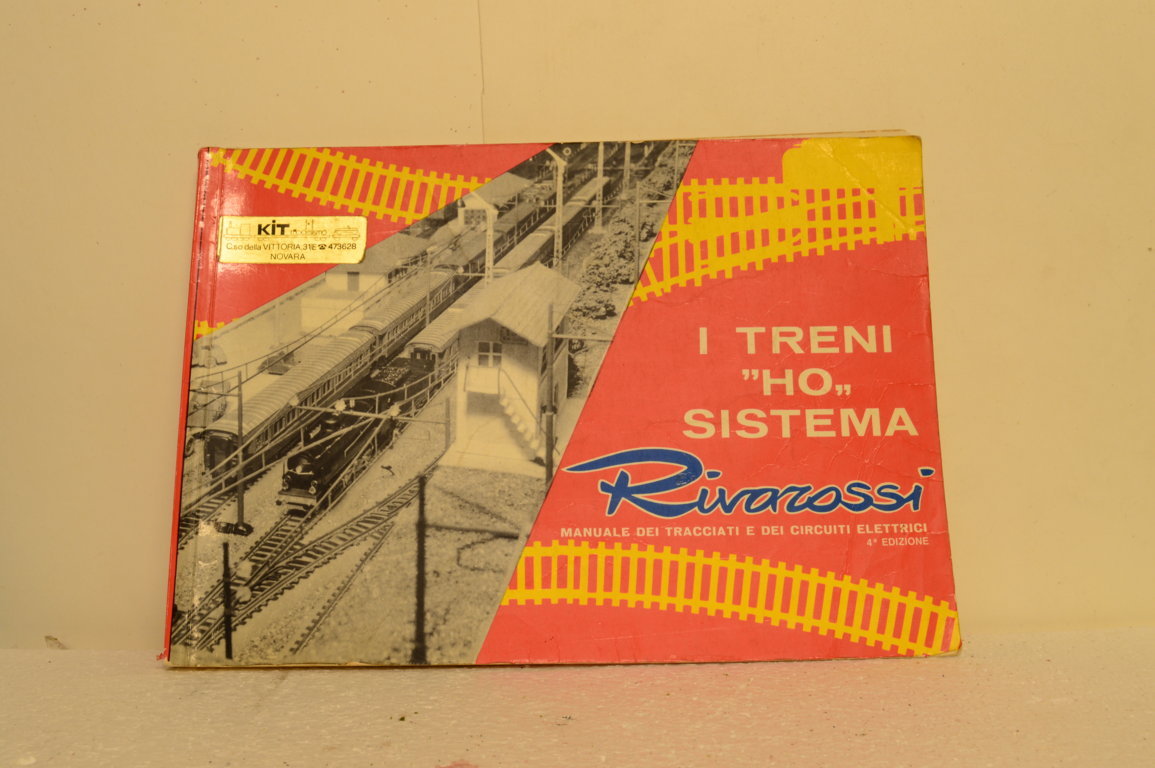 KIT modellismo
C.so della VITTORIA, 31E ☎ 473628
NOVARA
I TRENI
"HO„
SISTEMA
Rivarossi
MANUALE DEI TRACCIATI E DEI CIRCUITI ELETTRICI
4ª EDIZIONE